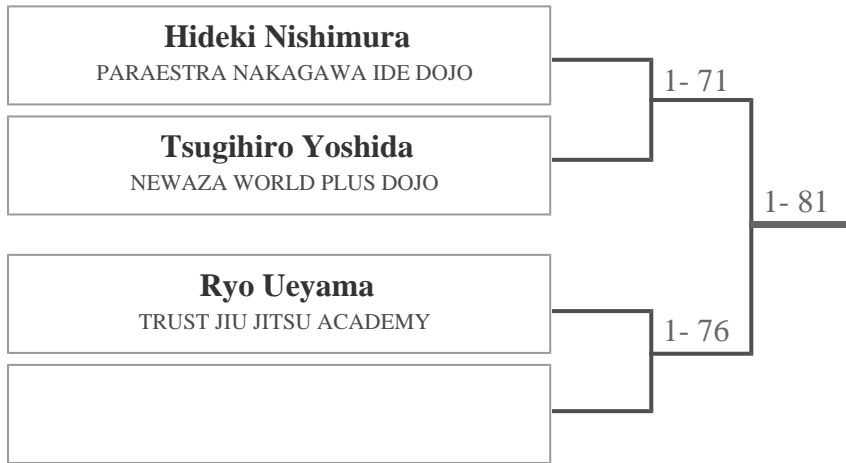 Hideki Nishimura
PARAESTRA NAKAGAWA IDE DOJO
1- 71
Tsugihiro Yoshida
NEWAZA WORLD PLUS DOJO
1- 81
Ryo Ueyama
TRUST JIU JITSU ACADEMY
1- 76